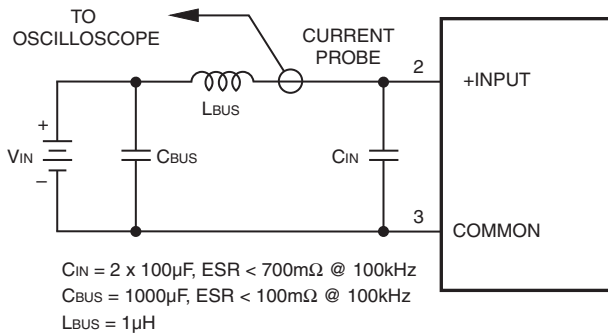 TO
OSCILLOSCOPE
CURRENT
PROBE
2
+INPUT
LBUS
+
VIN
–
CBUS
CIN
3
COMMON
CIN = 2 x 100µF, ESR < 700mΩ @ 100kHz
CBUS = 1000µF, ESR < 100mΩ @ 100kHz
LBUS = 1µH